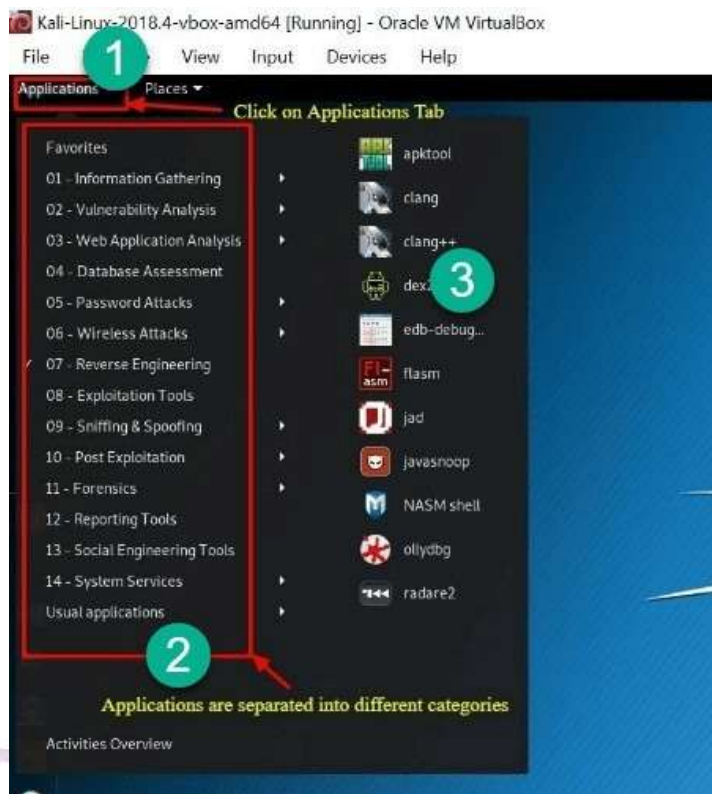 Kali-Linux-2018.4-vbox-amd64 [Running] - Oracle VM VirtualBox
File View Input Devices Help
1
Applications Places
Click on Applications Tab
Favorites
01 - Information Gathering
02 - Vulnerability Analysis
03 - Web Application Analysis
04 - Database Assessment
05 - Password Attacks
06 - Wireless Attacks
07 - Reverse Engineering
08 - Exploitation Tools
09 - Sniffing & Spoofing
10 - Post Exploitation
11 - Forensics
12 - Reporting Tools
13 - Social Engineering Tools
14 - System Services
Usual applications
2
apktool
clang
clang++
3
edb-debug...
Fl-asm
flasm
jad
javasnoop
NASM shell
ollydbg
radare2
Applications are separated into different categories
Activities Overview